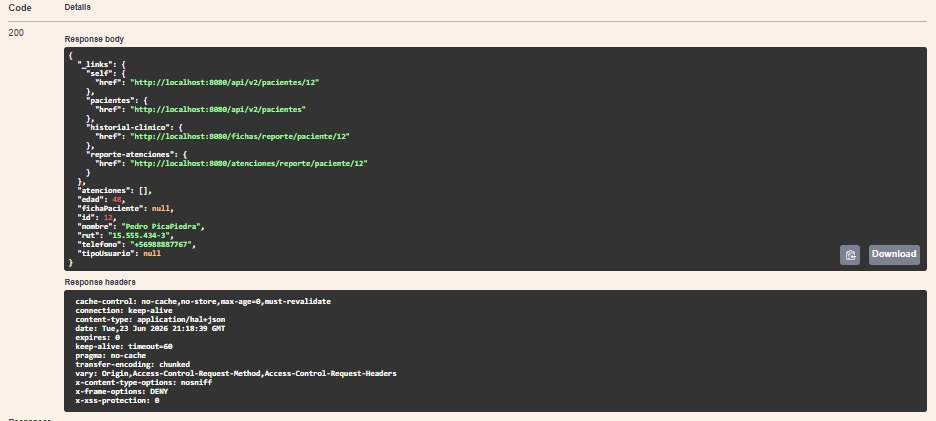 Code Details
200
Response body
{
  "_links": {
    "self": {
      "href": "http://localhost:8080/api/v2/pacientes/12"
    },
    "pacientes": {
      "href": "http://localhost:8080/api/v2/pacientes"
    },
    "historial-clinico": {
      "href": "http://localhost:8080/fichas/reporte/paciente/12"
    },
    "reporte-atenciones": {
      "href": "http://localhost:8080/atenciones/reporte/paciente/12"
    }
  },
  "atenciones": [],
  "edad": 48,
  "fichaPaciente": null,
  "id": 12,
  "nombre": "Pedro PicaPiedra",
  "rut": "15.555.434-3",
  "telefono": "+56988887767",
  "tipoUsuario": null
}
Download
Response headers
cache-control: no-cache,no-store,max-age=0,must-revalidate
connection: keep-alive
content-type: application/hal+json
date: Tue,23 Jun 2026 21:18:39 GMT
expires: 0
keep-alive: timeout=60
pragma: no-cache
transfer-encoding: chunked
vary: Origin,Access-Control-Request-Method,Access-Control-Request-Headers
x-content-type-options: nosniff
x-frame-options: DENY
x-xss-protection: 0